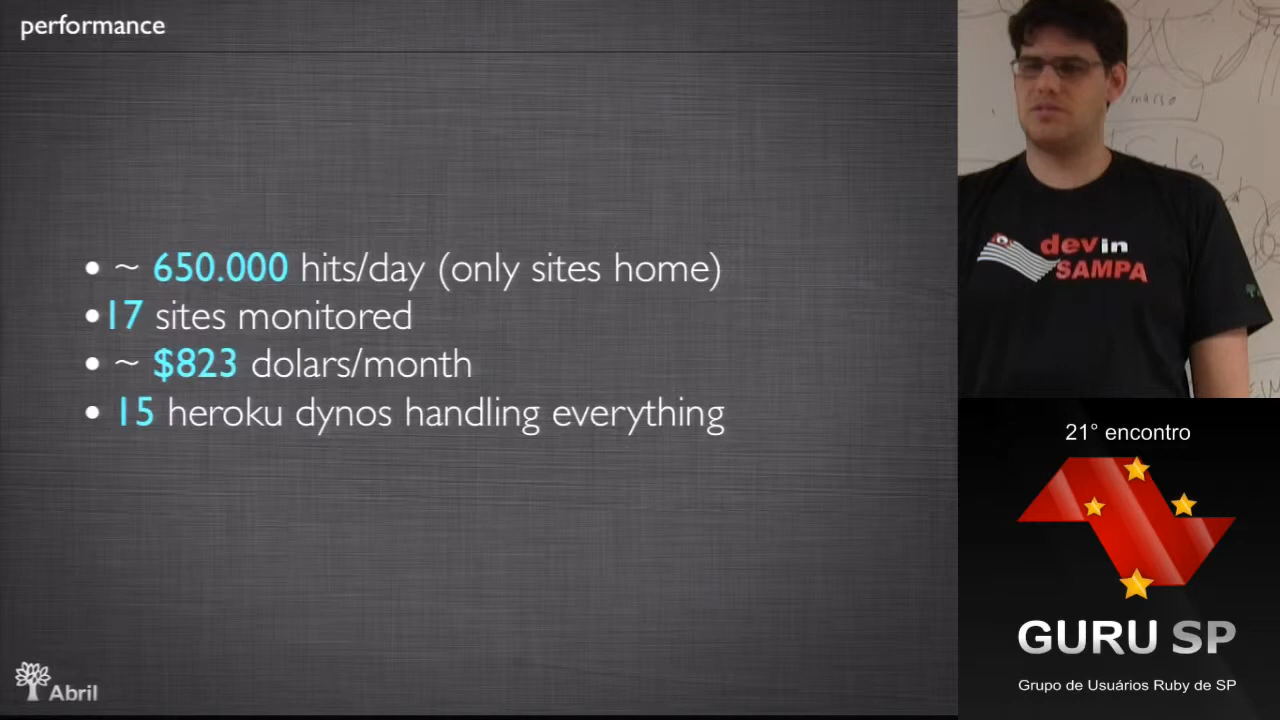 performance
• ~ 650.000 hits/day (only sites home)
•17 sites monitored
• ~ $823 dolars/month
• 15 heroku dynos handling everything
Abril
devin
SAMPA
21° encontro
GURU SP
Grupo de Usuários Ruby de SP